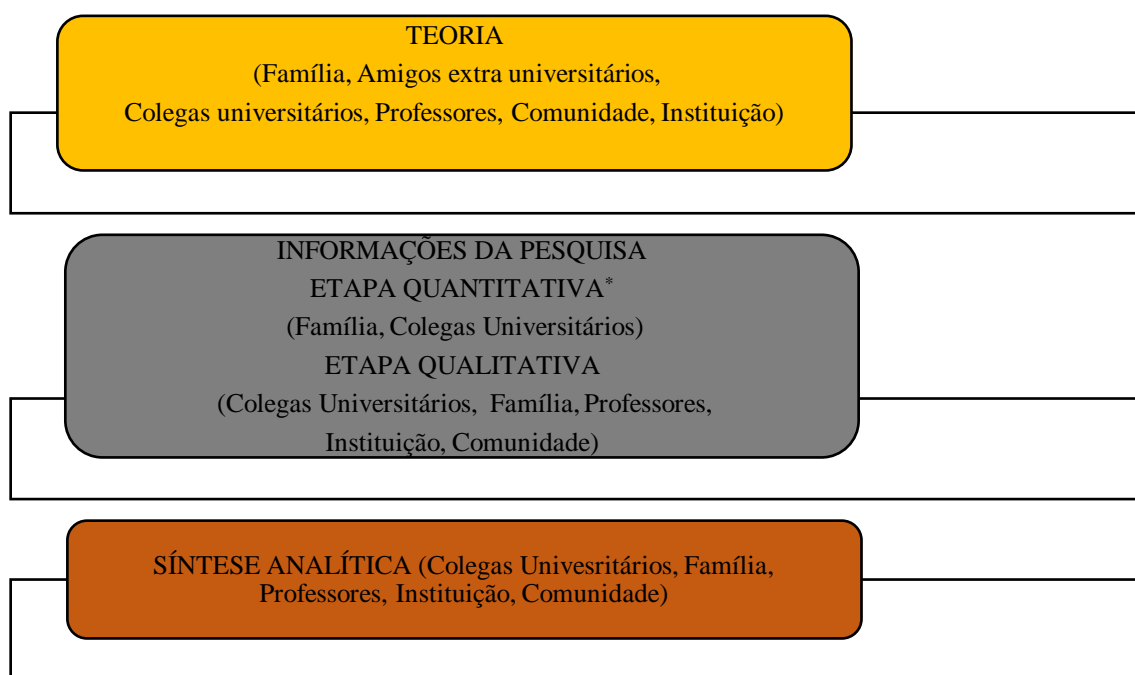 TEORIA
(Família, Amigos extra universitários,
Colegas universitários, Professores, Comunidade, Instituição)
INFORMAÇÕES DA PESQUISA
ETAPA QUANTITATIVA*
(Família, Colegas Universitários)
ETAPA QUALITATIVA
(Colegas Universitários, Família, Professores,
Instituição, Comunidade)
SÍNTESE ANALÍTICA (Colegas Univesritários, Família,
Professores, Instituição, Comunidade)